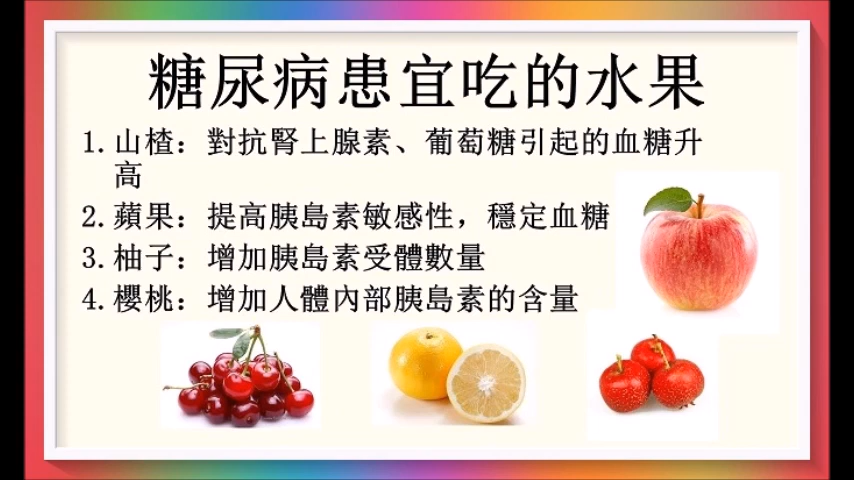 糖尿病患宜吃的水果
1.山楂：對抗腎上腺素、葡萄糖引起的血糖升
高
2.蘋果：提高胰島素敏感性，穩定血糖
3.柚子：增加胰島素受體數量
4.櫻桃：增加人體內部胰島素的含量